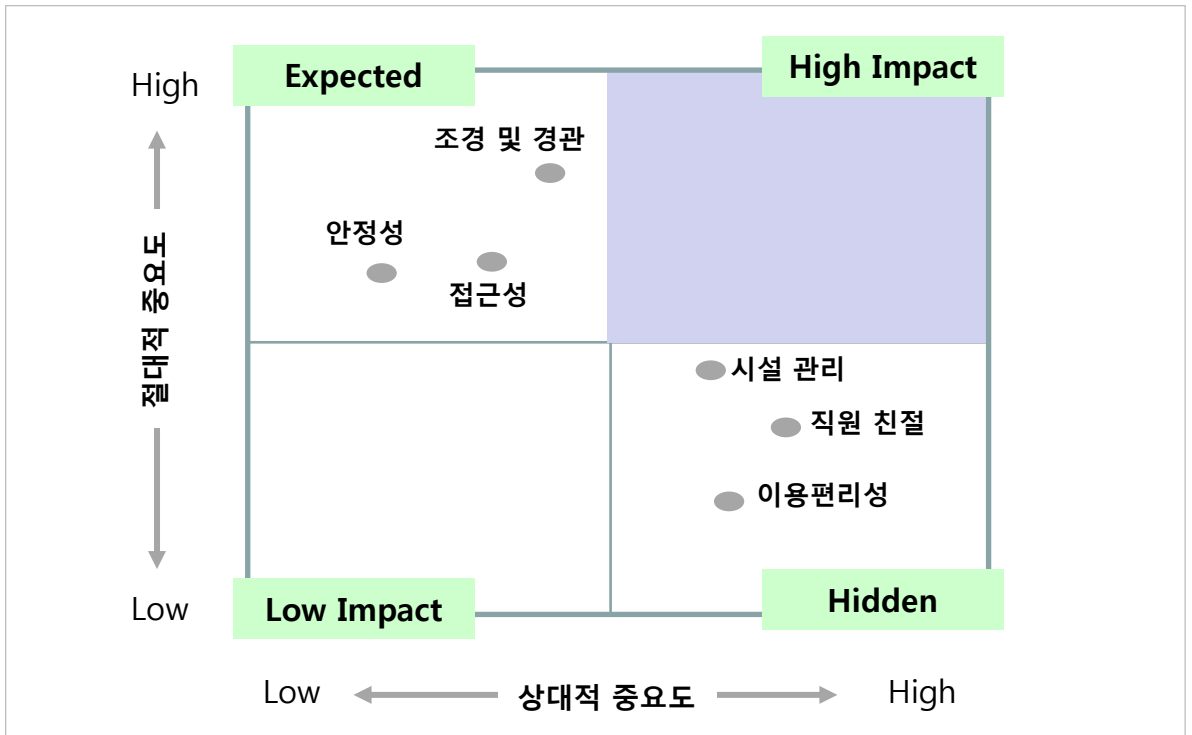 High
Expected
High Impact
조경 및 경관
안정성
접근성
절대적 중요도
시설 관리
직원 친절
이용편리성
Low
Low Impact
Hidden
Low
상대적 중요도
High